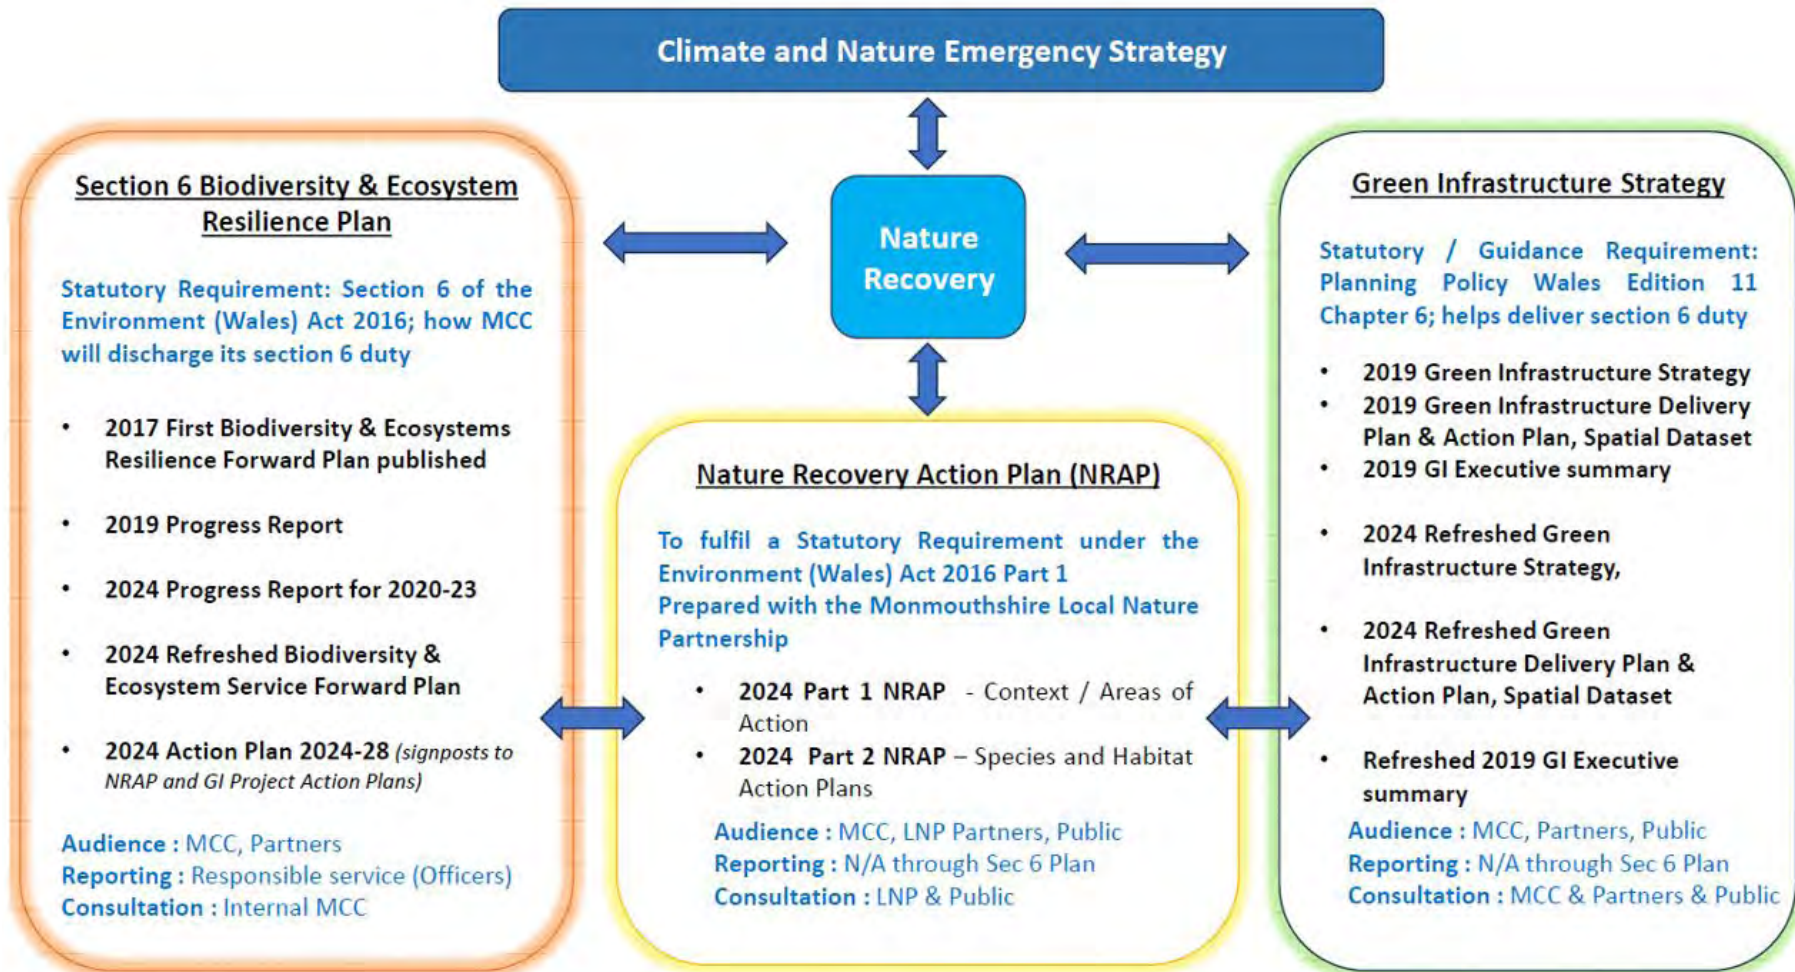 Climate and Nature Emergency Strategy
Nature
Recovery
Section 6 Biodiversity & Ecosystem
Resilience Plan
Statutory Requirement: Section 6 of the
Environment (Wales) Act 2016; how MCC
will discharge its section 6 duty
• 2017 First Biodiversity & Ecosystems
Resilience Forward Plan published
• 2019 Progress Report
• 2024 Progress Report for 2020-23
• 2024 Refreshed Biodiversity &
Ecosystem Service Forward Plan
• 2024 Action Plan 2024-28 (signposts to
NRAP and GI Project Action Plans)
Audience : MCC, Partners
Reporting : Responsible service (Officers)
Consultation : Internal MCC
Nature Recovery Action Plan (NRAP)
To fulfil a Statutory Requirement under the
Environment (Wales) Act 2016 Part 1
Prepared with the Monmouthshire Local Nature
Partnership
• 2024 Part 1 NRAP - Context / Areas of
Action
• 2024 Part 2 NRAP – Species and Habitat
Action Plans
Audience : MCC, LNP Partners, Public
Reporting : N/A through Sec 6 Plan
Consultation : LNP & Public
Green Infrastructure Strategy
Statutory / Guidance Requirement:
Planning Policy Wales Edition 11
Chapter 6; helps deliver section 6 duty
• 2019 Green Infrastructure Strategy
• 2019 Green Infrastructure Delivery
Plan & Action Plan, Spatial Dataset
• 2019 GI Executive summary
• 2024 Refreshed Green
Infrastructure Strategy,
• 2024 Refreshed Green
Infrastructure Delivery Plan &
Action Plan, Spatial Dataset
• Refreshed 2019 GI Executive
summary
Audience : MCC, Partners, Public
Reporting : N/A through Sec 6 Plan
Consultation : MCC & Partners & Public